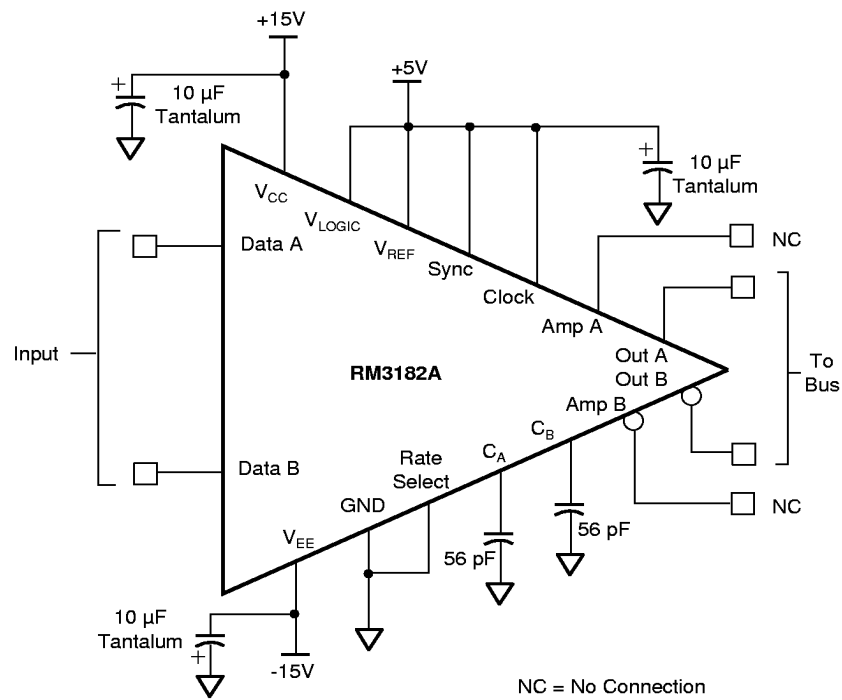 +15V
+
10 µF
Tantalum
+5V
+
10 µF
Tantalum
VCC
VLOGIC
VREF
Sync
Clock
Amp A
NC
Data A
Input
RM3182A
Out A
Out B
To
Bus
Amp B
CB
CA
Rate
Select
Data B
GND
VEE
NC
56 pF
56 pF
10 µF
Tantalum
+
-15V
NC = No Connection